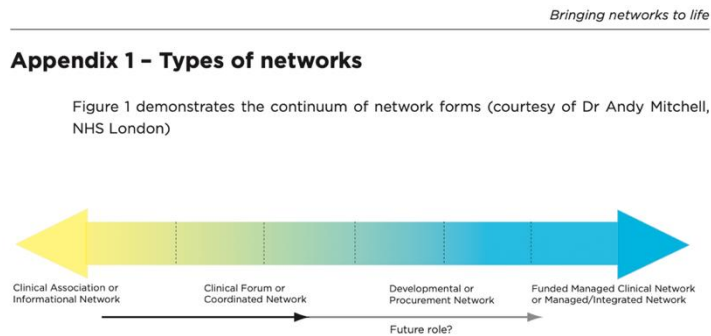 Bringing networks to life
Appendix 1 – Types of networks
Figure 1 demonstrates the continuum of network forms (courtesy of Dr Andy Mitchell,
NHS London)
Clinical Association or
Informational Network
Clinical Forum or
Coordinated Network
Developmental or
Procurement Network
Funded Managed Clinical Network
or Managed/Integrated Network
Future role?